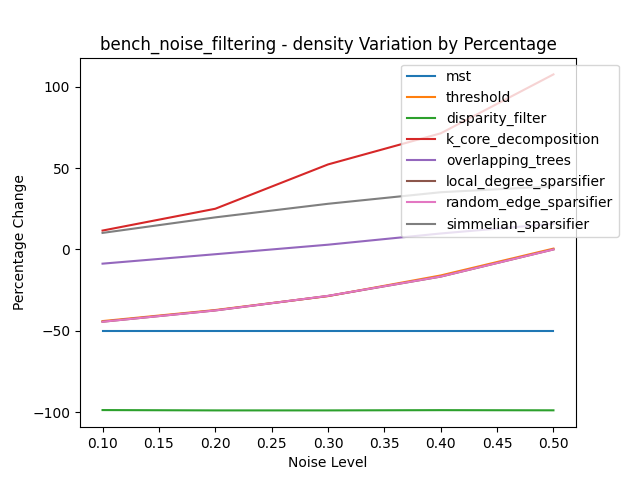 bench_noise_filtering - density Variation by Percentage
mst
threshold
disparity_filter
k_core_decomposition
overlapping_trees
local_degree_sparsifier
random_edge_sparsifier
simmelian_sparsifier
Percentage Change
100
50
0
−50
−100
0.10 0.15 0.20 0.25 0.30 0.35 0.40 0.45 0.50
Noise Level